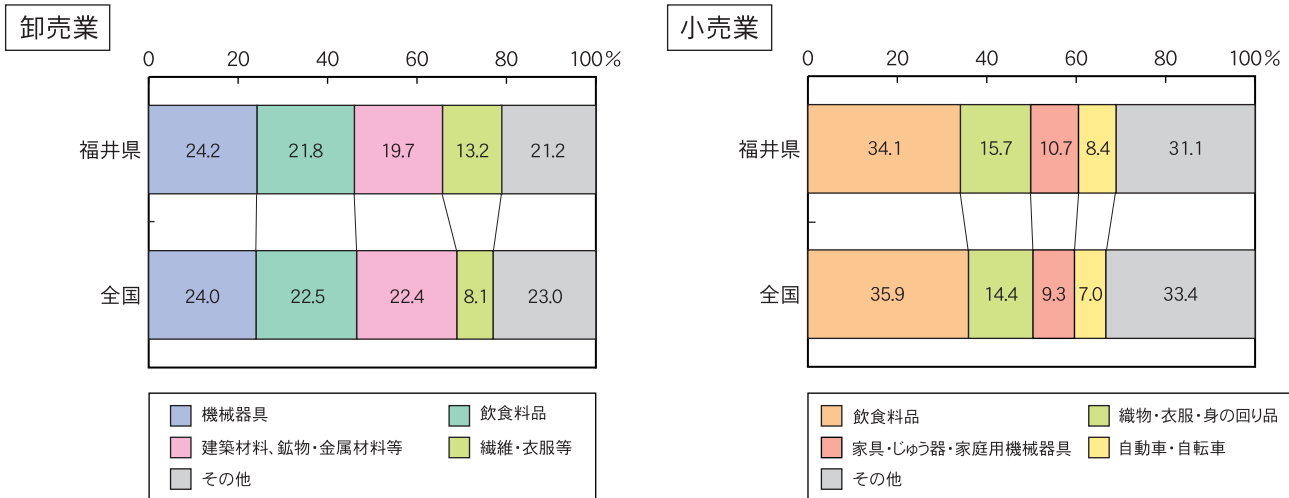 卸売業
0 20 40 60 80 100%
福井県 24.2 21.8 19.7 13.2 21.2
全国 24.0 22.5 22.4 8.1 23.0
機械器具 飲食料品
建築材料、鉱物・金属材料等 繊維・衣服等
その他
小売業
0 20 40 60 80 100%
福井県 34.1 15.7 10.7 8.4 31.1
全国 35.9 14.4 9.3 7.0 33.4
飲食料品 織物・衣服・身の回り品
家具・じゅう器・家庭用機械器具 自動車・自転車
その他